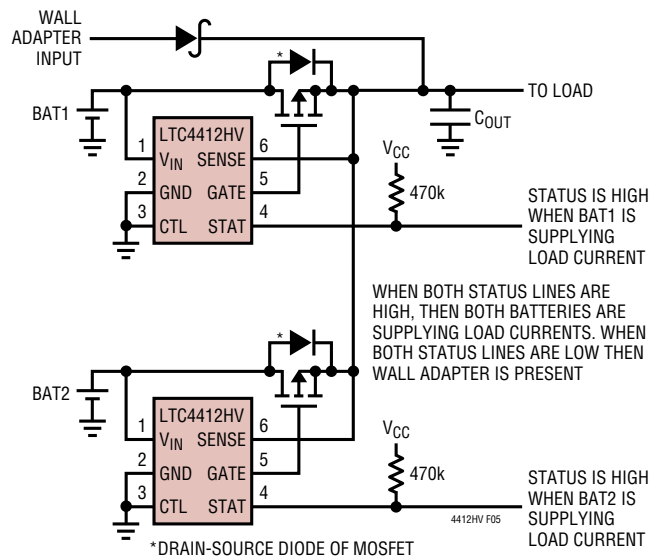 WALL
ADAPTER
INPUT
*
BAT1
TO LOAD
COUT
LTC4412HV
1 VIN SENSE 6
2 GND GATE 5
3 CTL STAT 4
VCC
470k
STATUS IS HIGH
WHEN BAT1 IS
SUPPLYING
LOAD CURRENT
WHEN BOTH STATUS LINES ARE
HIGH, THEN BOTH BATTERIES ARE
SUPPLYING LOAD CURRENTS. WHEN
BOTH STATUS LINES ARE LOW THEN
WALL ADAPTER IS PRESENT
*
BAT2
LTC4412HV
1 VIN SENSE 6
2 GND GATE 5
3 CTL STAT 4
VCC
470k
4412HV F05
STATUS IS HIGH
WHEN BAT2 IS
SUPPLYING
LOAD CURRENT
*DRAIN-SOURCE DIODE OF MOSFET